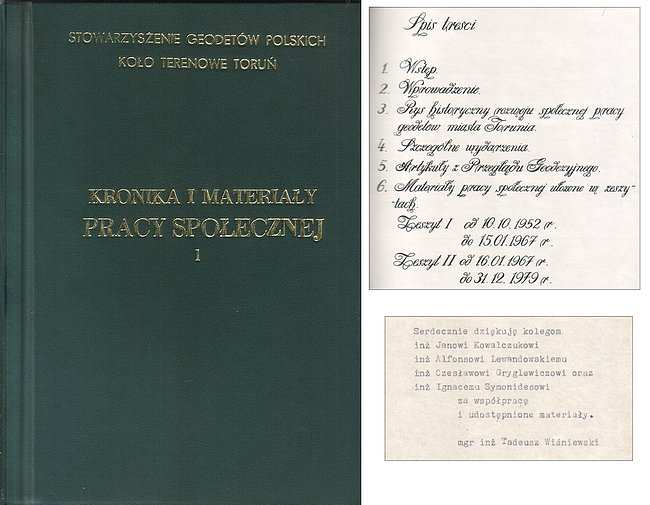 STOWARZYSZENIE GEODETÓW POLSKICH
KOŁO TERENOWE TORUŃ
KRONIKA I MATERIAŁY
PRACY SPOŁECZNEJ
1
Spis treści
1. Wstęp.
2. Wprowadzenie.
3. Rys historyczny rozwoju społecznej pracy
geodetów miasta Torunia.
4. Szczególne wydarzenia.
5. Artykuły z Przeglądu Geodezyjnego.
6. Materiały pracy społecznej ułożone w zeszy-
tach.
Zeszyt I od 10.10.1952 r.
do 15.01.1967 r.
Zeszyt II od 16.01.1967 r.
do 31.12.1979 r.
Serdecznie dziękuję kolegom
inż Janowi Kowalczukowi
inż Alfonsowi Lewandowskiemu
inż Czesławowi Gryglewiczowi oraz
inż Ignacemu Symonidesowi
za współpracę
i udostępnione materiały.
mgr inż Tadeusz Wiśniewski